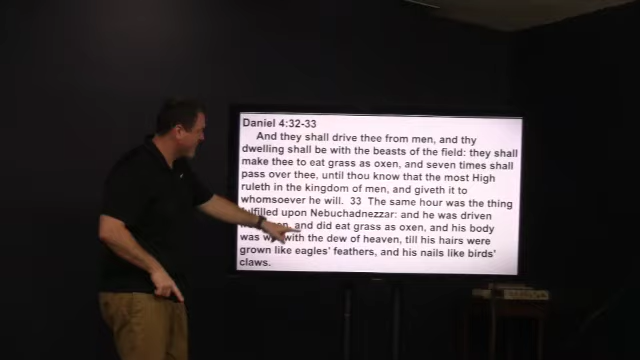 Daniel 4:32-33
And they shall drive thee from men, and thy
dwelling shall be with the beasts of the field: they shall
make thee to eat grass as oxen, and seven times shall
pass over thee, until thou know that the most High
ruleth in the kingdom of men, and giveth it to
whomsoever he will. 33 The same hour was the thing
fulfilled upon Nebuchadnezzar: and he was driven
and did eat grass as oxen, and his body
was with the dew of heaven, till his hairs were
grown like eagles' feathers, and his nails like birds'
claws.